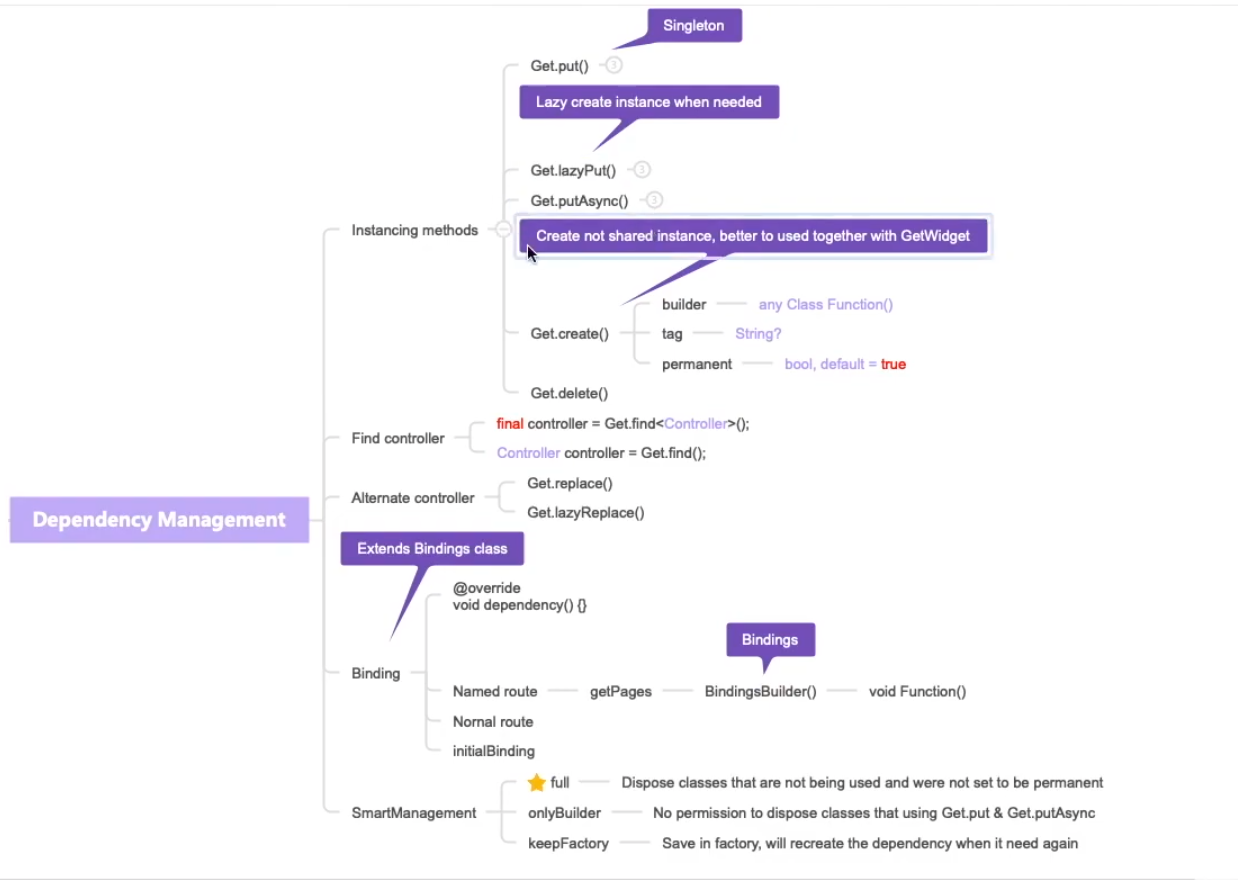 Singleton
Get.put() 3
Lazy create instance when needed
Get.lazyPut() 3
Get.putAsync() 3
Instancing methods
Create not shared instance, better to used together with GetWidget
builder any Class Function()
Get.create() tag String?
permanent bool, default = true
Get.delete()
final controller = Get.find<Controller>();
Find controller
Controller controller = Get.find();
Get.replace()
Alternate controller
Get.lazyReplace()
Dependency Management
Extends Bindings class
@override
void dependency() {}
Bindings
Binding
Named route getPages BindingsBuilder() void Function()
Nornal route
initialBinding
full Dispose classes that are not being used and were not set to be permanent
SmartManagement onlyBuilder No permission to dispose classes that using Get.put & Get.putAsync
keepFactory Save in factory, will recreate the dependency when it need again